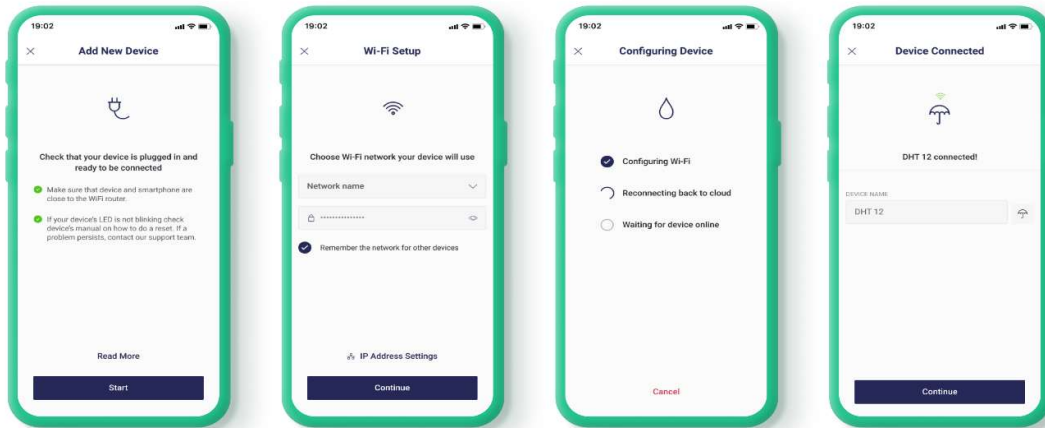 19:02
Add New Device
Check that your device is plugged in and
ready to be connected
Make sure that device and smartphone are
close to the WiFi router.
If your device's LED is not blinking check
device's manual on how to do a reset. If a
problem persists, contact our support team.
Read More
Start
19:02
Wi-Fi Setup
Choose Wi-Fi network your device will use
Network name
Remember the network for other devices
IP Address Settings
Continue
19:02
Configuring Device
Configuring Wi-Fi
Reconnecting back to cloud
Waiting for device online
Cancel
19:02
Device Connected
DHT 12 connected!
DEVICE NAME
DHT 12
Continue